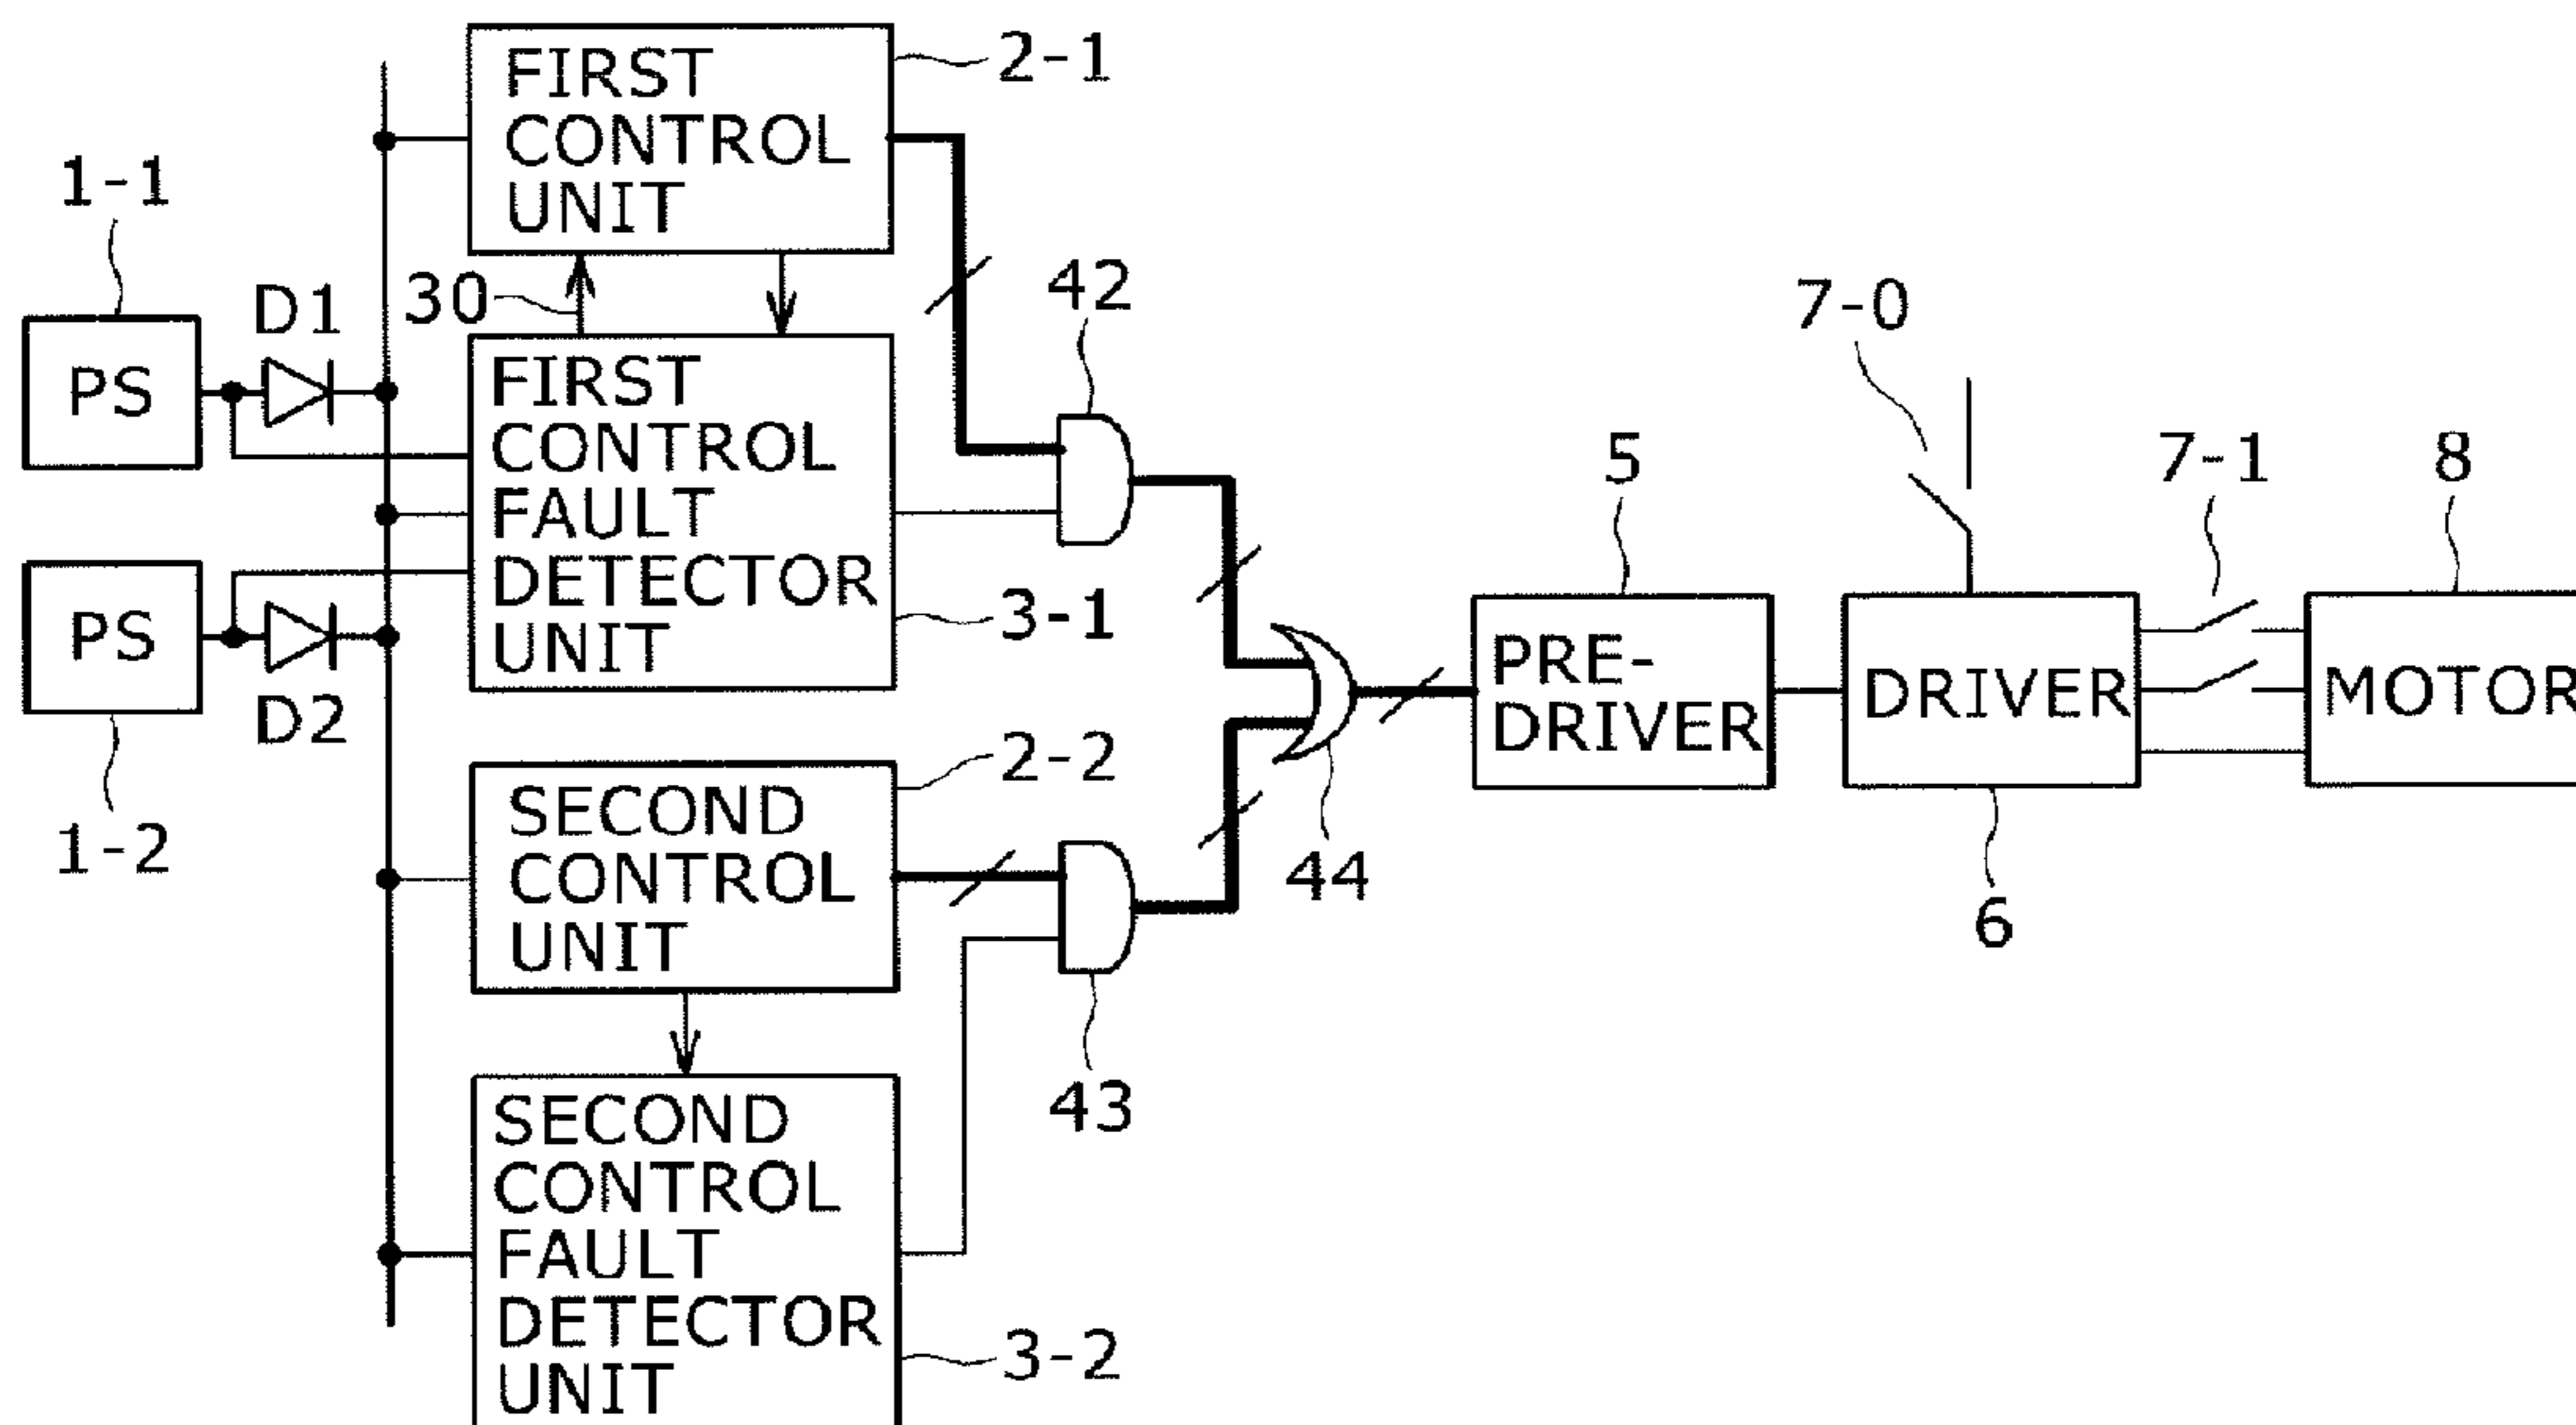 2-1
FIRST
CONTROL
UNIT
1-1
D1
30
42
7-0
PS
FIRST
CONTROL
FAULT
DETECTOR
UNIT
3-1
5
7-1
8
PS
D2
1-2
PRE-
DRIVER
DRIVER
MOTOR
2-2
SECOND
CONTROL
UNIT
44
6
43
SECOND
CONTROL
FAULT
DETECTOR
UNIT
3-2